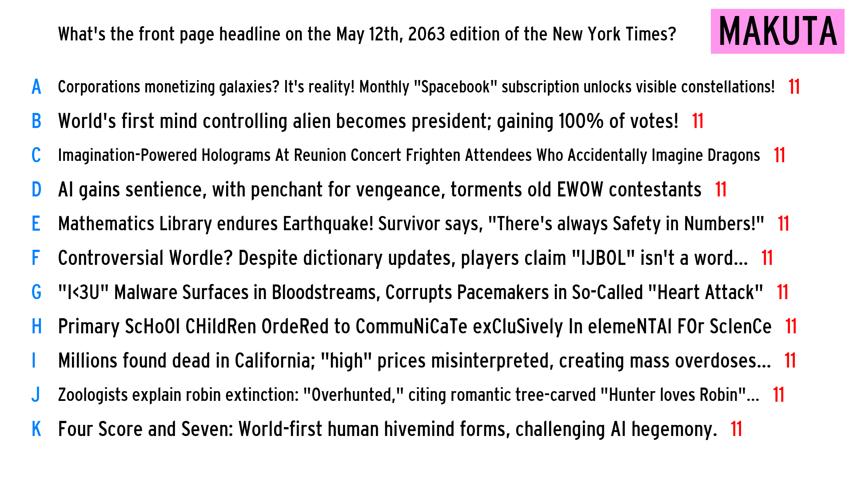 What's the front page headline on the May 12th, 2063 edition of the New York Times?
MAKUTA
A Corporations monetizing galaxies? It's reality! Monthly "Spacebook" subscription unlocks visible constellations! 11
B World's first mind controlling alien becomes president; gaining 100% of votes! 11
C Imagination-Powered Holograms At Reunion Concert Frighten Attendees Who Accidentally Imagine Dragons 11
D AI gains sentience, with penchant for vengeance, torments old EWOW contestants 11
E Mathematics Library endures Earthquake! Survivor says, "There's always Safety in Numbers!" 11
F Controversial Wordle? Despite dictionary updates, players claim "IJBOL" isn't a word... 11
G "I<3U" Malware Surfaces in Bloodstreams, Corrupts Pacemakers in So-Called "Heart Attack" 11
H Primary ScHoOl CHildRen OrdeRed to CommuNiCaTe exCluSively In elemeNTAl FOr ScIenCe 11
I Millions found dead in California; "high" prices misinterpreted, creating mass overdoses... 11
J Zoologists explain robin extinction: "Overhunted," citing romantic tree-carved "Hunter loves Robin"... 11
K Four Score and Seven: World-first human hivemind forms, challenging AI hegemony. 11